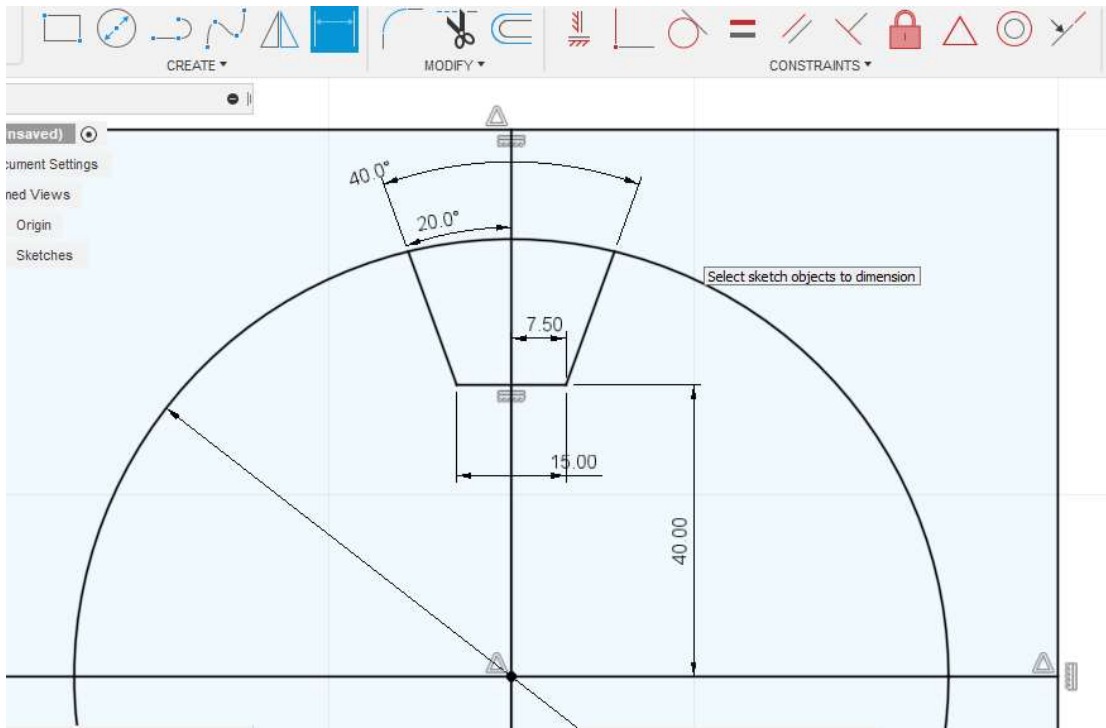 CREATE ▾
MODIFY ▾
CONSTRAINTS ▾
nsaved)
cument Settings
ned Views
Origin
Sketches
40.0°
20.0°
Select sketch objects to dimension
7.50
15.00
40.00